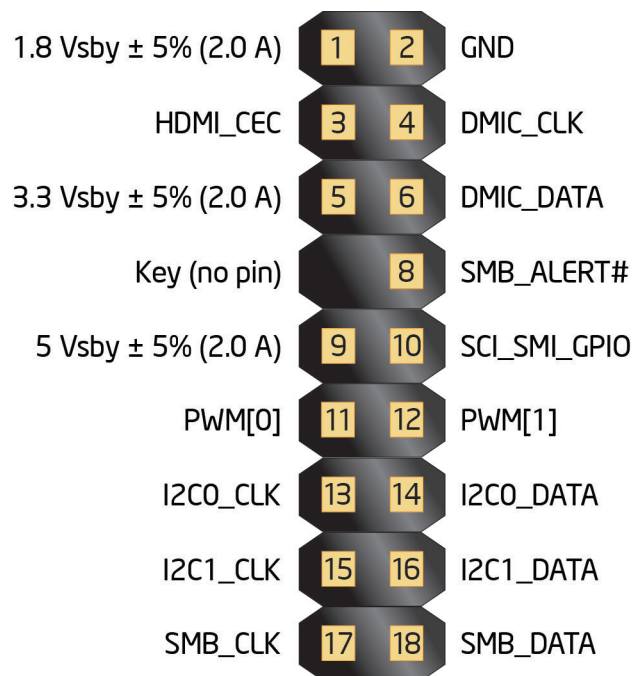 1.8 Vsby ± 5% (2.0 A) 1 2 GND
HDMI_CEC 3 4 DMIC_CLK
3.3 Vsby ± 5% (2.0 A) 5 6 DMIC_DATA
Key (no pin) 8 SMB_ALERT#
5 Vsby ± 5% (2.0 A) 9 10 SCI_SMI_GPIO
PWM[0] 11 12 PWM[1]
I2C0_CLK 13 14 I2C0_DATA
I2C1_CLK 15 16 I2C1_DATA
SMB_CLK 17 18 SMB_DATA